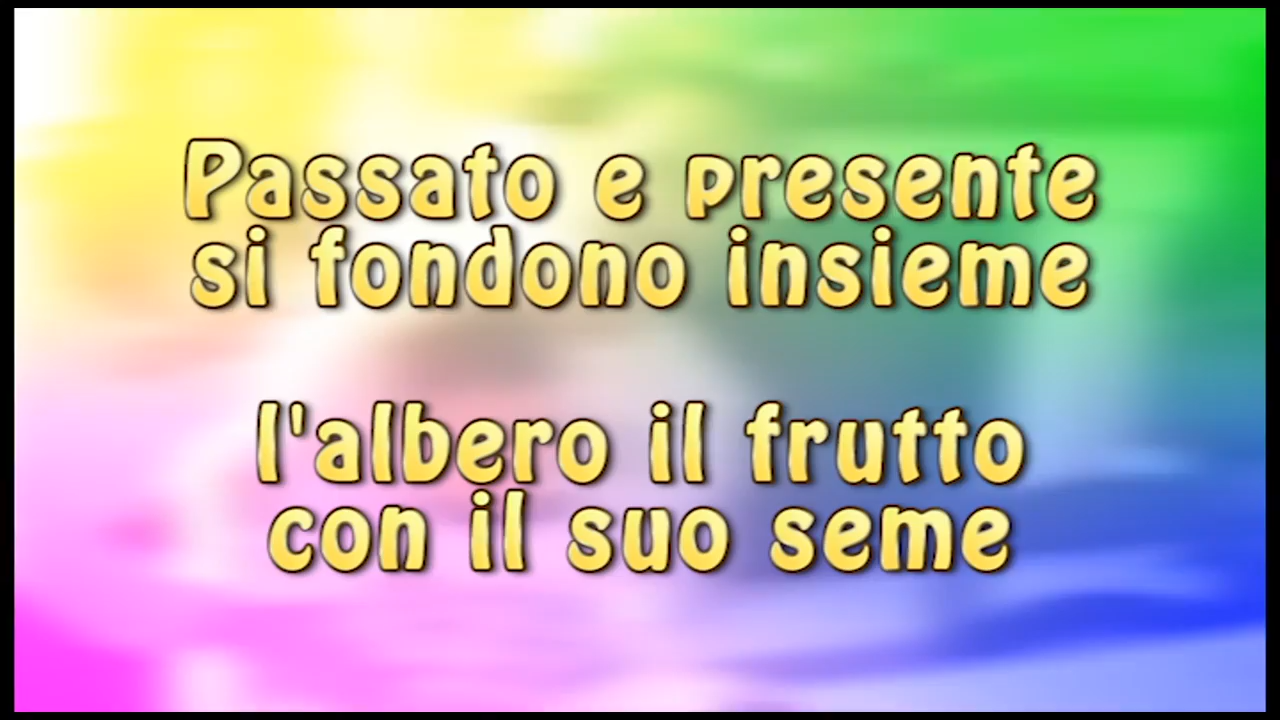 Passato e presente
si fondono insieme
l'albero il frutto
con il suo seme